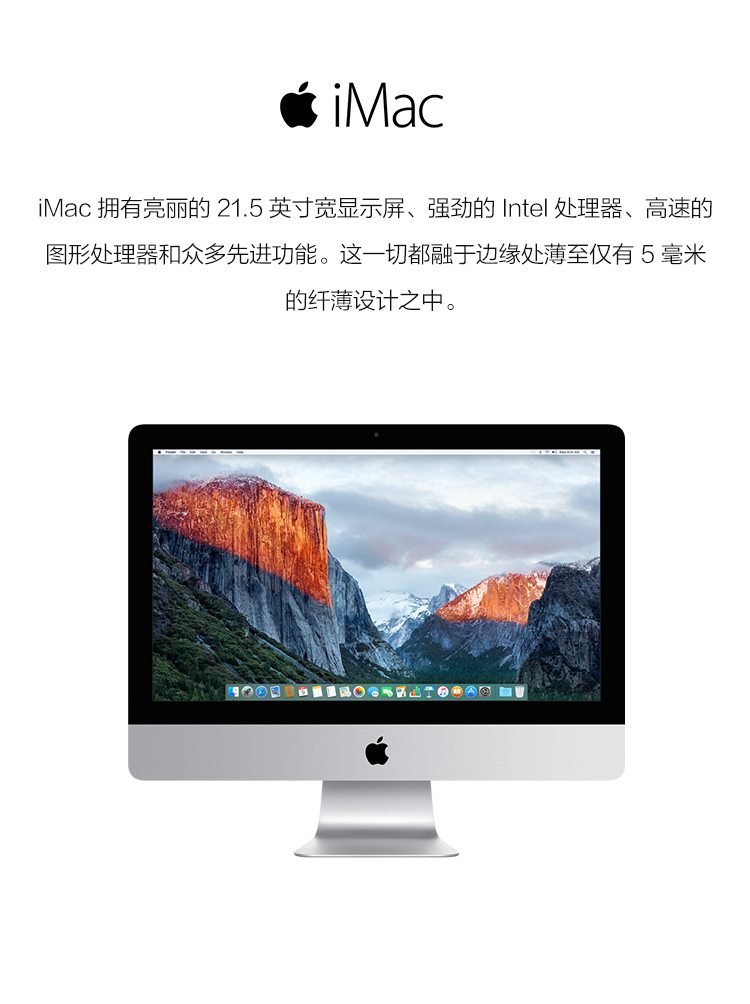 iMac
iMac 拥有亮丽的 21.5 英寸宽显示屏、强劲的 Intel 处理器、高速的
图形处理器和众多先进功能。这一切都融于边缘处薄至仅有 5 毫米
的纤薄设计之中。
Finder File Edit View Go Window Help